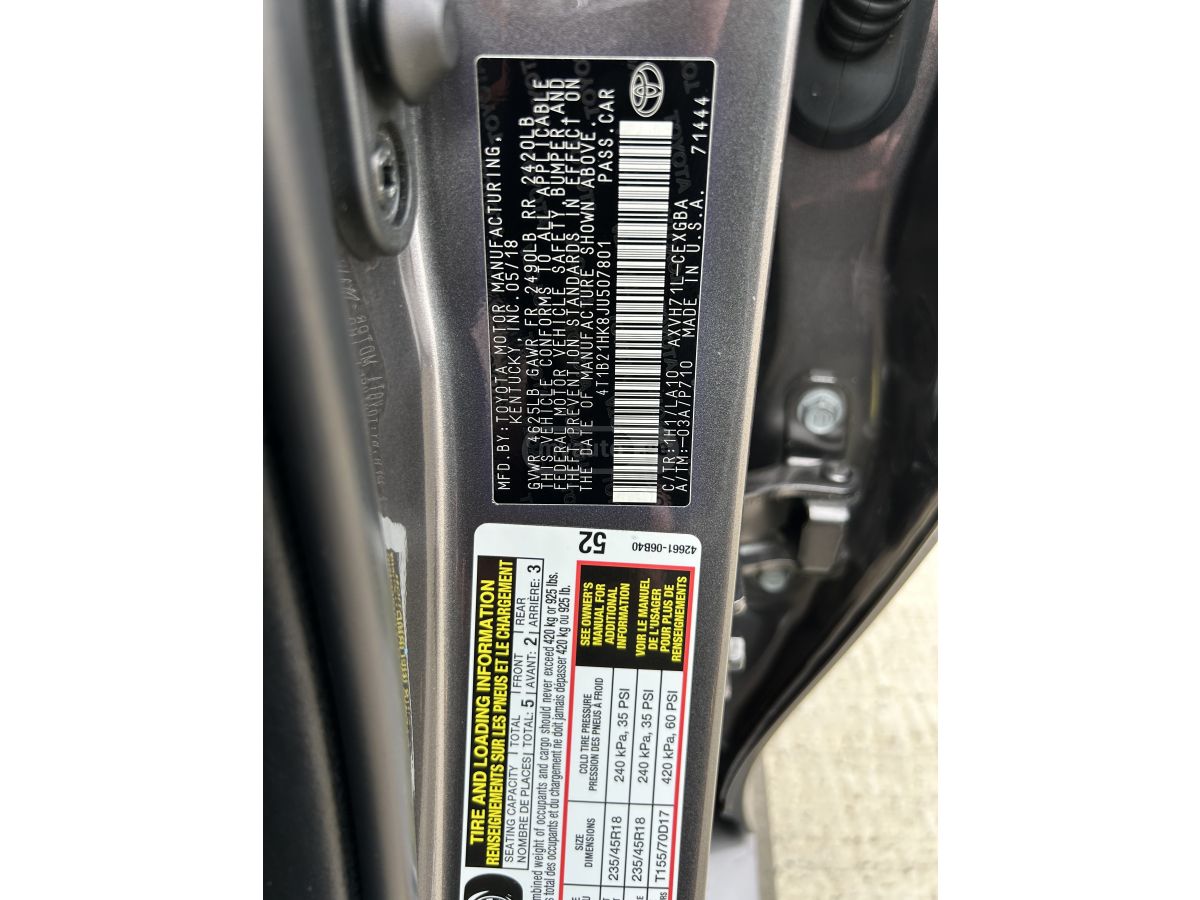 MFD.BY:TOYOTA MOTOR MANUFACTURING,
KENTUCKY, INC. 05/18
GVWR 4625LB GAWR FR 2490LB RR 2420LB
THIS VEHICLE CONFORMS TO ALL APPLICABLE
FEDERAL MOTOR VEHICLE SAFETY, BUMPER, AND
THEFT PREVENTION STANDARDS IN EFFECT ON
THE DATE OF MANUFACTURE SHOWN ABOVE.
4T1B21HK8JU507801 PASS.CAR
C/TR:1H1/LA10 AXVH71L-CEXGBA
A/TM:-03A/P710 MADE IN U.S.A. 71444
TOYOTA
52
42661-06B40
TIRE AND LOADING INFORMATION
RENSEIGNEMENTS SUR LES PNEUS ET LE CHARGEMENT
SEATING CAPACITY TOTAL FRONT REAR
NOMBRE DE PLACES TOTAL: 5 AVANT: 2 ARRIÈRE: 3
weight of occupants and cargo should never exceed 420 kg or 925 lbs.
total des occupants et du chargement ne doit jamais dépasser 420 kg ou 925 lb.
SIZE
DIMENSIONS
COLD TIRE PRESSURE
PRESSION DES PNEUS À FROID
235/45R18 240 kPa, 35 PSI
235/45R18 240 kPa, 35 PSI
T155/70D17 420 kPa, 60 PSI
SEE OWNER'S
MANUAL FOR
ADDITIONAL
INFORMATION
VOIR LE MANUEL
DE L'USAGER
POUR PLUS DE
RENSEIGNEMENTS